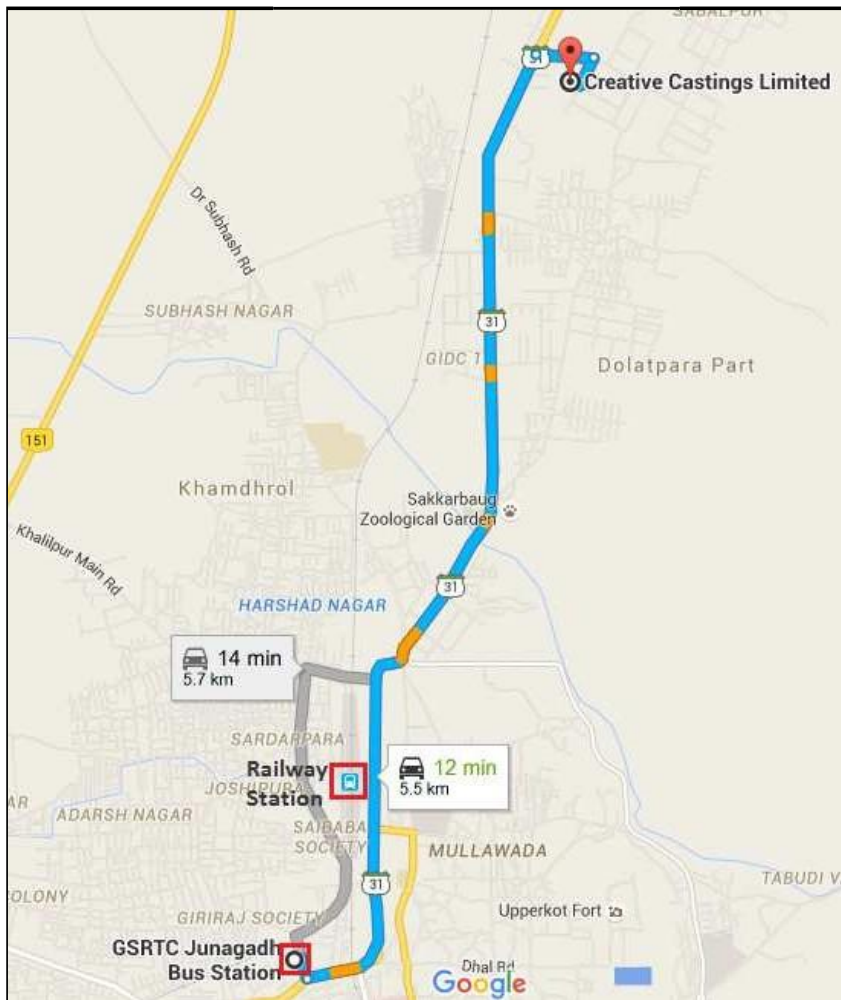 SABALPUR
51
Creative Castings Limited
Dr Subhash Rd
SUBHASH NAGAR
31
GIDC 1
Dolatpara Part
151
Khamdhrol
Sakkarbaug
Zoological Garden
Khalilpur Main Rd
31
HARSHAD NAGAR
14 min
5.7 km
SARDARPARA
12 min
5.5 km
Railway
Station
JOSHIPURA
AR
ADARSH NAGAR
SAIBABA
SOCIETY
MULLAWADA
31
TABUDI V
COLONY
GIRIRAJ SOCIETY
Upperkot Fort
GSRTC Junagadh
Bus Station
Dhal Rd
Google